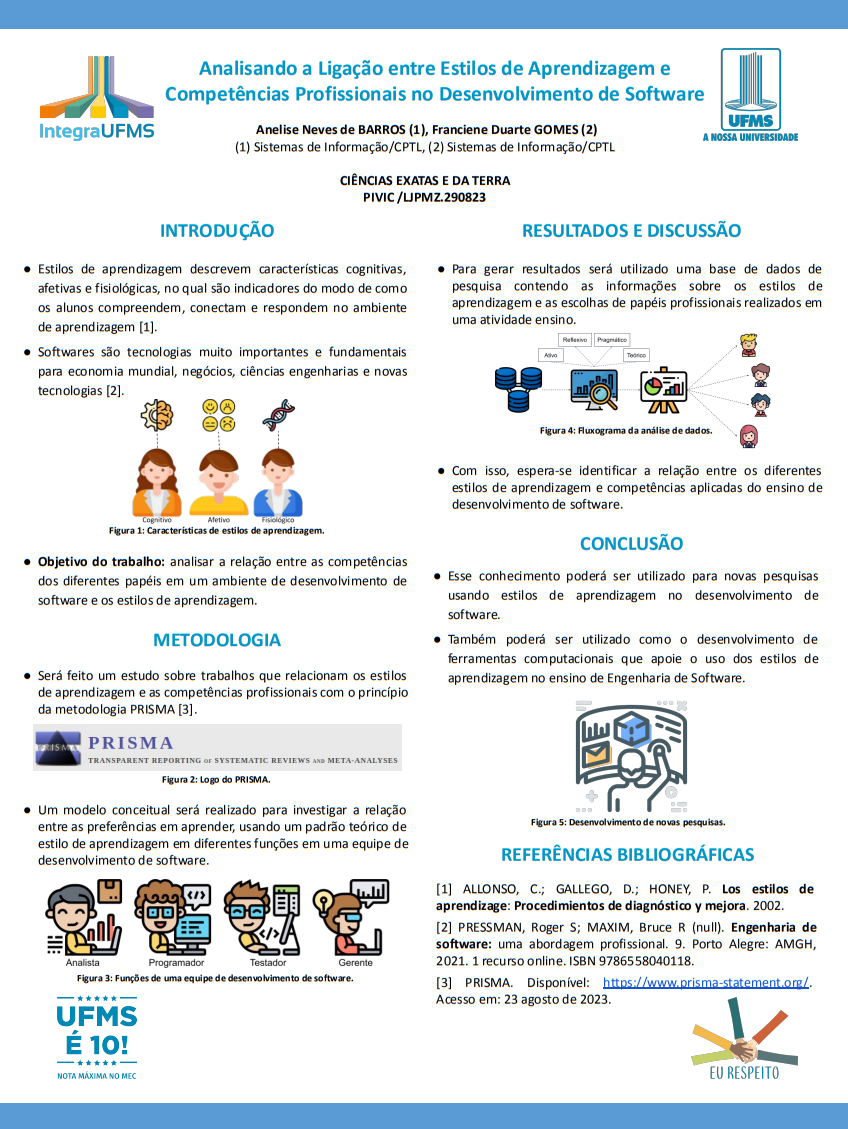 IntegraUFMS
Analisando a Ligação entre Estilos de Aprendizagem e
Competências Profissionais no Desenvolvimento de Software
UFMS
A NOSSA UNIVERSIDADE
Anelise Neves de BARROS (1), Franciene Duarte GOMES (2)
(1) Sistemas de Informação/CPTL, (2) Sistemas de Informação/CPTL
CIÊNCIAS EXATAS E DA TERRA
PIVIC /LJPMZ.290823
INTRODUÇÃO
● Estilos de aprendizagem descrevem características cognitivas,
afetivas e fisiológicas, no qual são indicadores do modo de como
os alunos compreendem, conectam e respondem no ambiente
de aprendizagem [1].
● Softwares são tecnologias muito importantes e fundamentais
para economia mundial, negócios, ciências engenharias e novas
tecnologias [2].
Cognitivo Afetivo Fisiológico
Figura 1: Características de estilos de aprendizagem.
● Objetivo do trabalho: analisar a relação entre as competências
dos diferentes papéis em um ambiente de desenvolvimento de
software e os estilos de aprendizagem.
METODOLOGIA
● Será feito um estudo sobre trabalhos que relacionam os estilos
de aprendizagem e as competências profissionais com o princípio
da metodologia PRISMA [3].
PRISMA
PRISMA
TRANSPARENT REPORTING OF SYSTEMATIC REVIEWS AND META-ANALYSES
Figura 2: Logo do PRISMA.
● Um modelo conceitual será realizado para investigar a relação
entre as preferências em aprender, usando um padrão teórico de
estilo de aprendizagem em diferentes funções em uma equipe de
desenvolvimento de software.
Analista Programador Testador Gerente
Figura 3: Funções de uma equipe de desenvolvimento de software.
UFMS
É 10!
NOTA MÁXIMA NO MEC
RESULTADOS E DISCUSSÃO
● Para gerar resultados será utilizado uma base de dados de
pesquisa contendo as informações sobre os estilos de
aprendizagem e as escolhas de papéis profissionais realizados em
uma atividade ensino.
Reflexivo Pragmático
Ativo Teórico
Figura 4: Fluxograma da análise de dados.
● Com isso, espera-se identificar a relação entre os diferentes
estilos de aprendizagem e competências aplicadas do ensino de
desenvolvimento de software.
CONCLUSÃO
● Esse conhecimento poderá ser utilizado para novas pesquisas
usando estilos de aprendizagem no desenvolvimento de
software.
● Também poderá ser utilizado como o desenvolvimento de
ferramentas computacionais que apoie o uso dos estilos de
aprendizagem no ensino de Engenharia de Software.
Figura 5: Desenvolvimento de novas pesquisas.
REFERÊNCIAS BIBLIOGRÁFICAS
[1] ALLONSO, C.; GALLEGO, D.; HONEY, P. Los estilos de
aprendizage: Procedimientos de diagnóstico y mejora. 2002.
[2] PRESSMAN, Roger S; MAXIM, Bruce R (null). Engenharia de
software: uma abordagem profissional. 9. Porto Alegre: AMGH,
2021. 1 recurso online. ISBN 9786558040118.
[3] PRISMA. Disponível: https://www.prisma-statement.org/.
Acesso em: 23 agosto de 2023.
EU RESPEITO